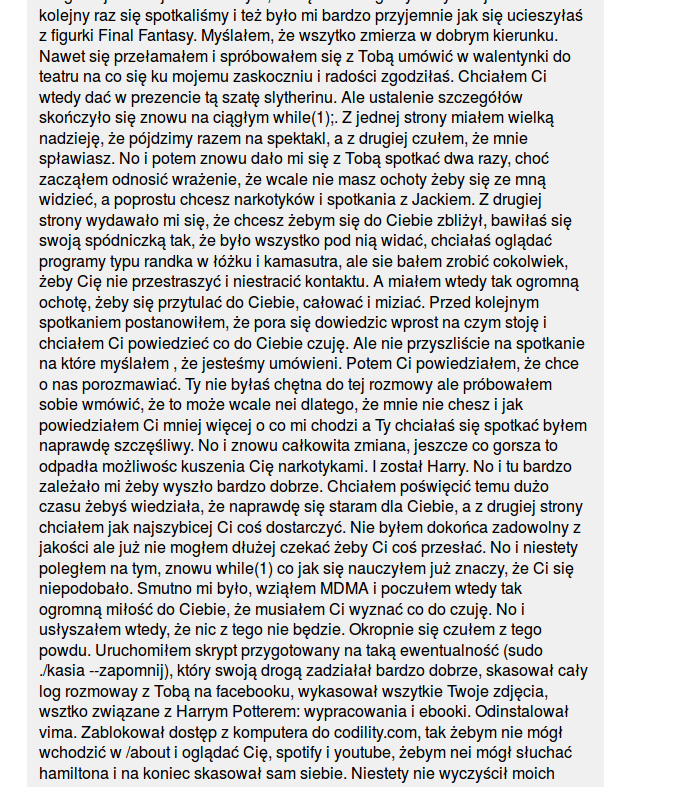 kolejny raz się spotkaliśmy i też było mi bardzo przyjemnie jak się ucieszyłaś
z figurki Final Fantasy. Myślałem, że wszytko zmierza w dobrym kierunku.
Nawet się przełamałem i spróbowałem się z Tobą umówić w walentynki do
teatru na co się ku mojemu zaskoczniu i radości zgodziłaś. Chciałem Ci
wtedy dać w prezencie tą szatę slytherinu. Ale ustalenie szczegółów
skończyło się znowu na ciągłym while(1);. Z jednej strony miałem wielką
nadzieję, że pójdzimy razem na spektakl, a z drugiej czułem, że mnie
spławiasz. No i potem znowu dało mi się z Tobą spotkać dwa razy, choć
zacząłem odnosić wrażenie, że wcale nie masz ochoty żeby się ze mną
widzieć, a poprostu chcesz narkotyków i spotkania z Jackiem. Z drugiej
strony wydawało mi się, że chcesz żebym się do Ciebie zbliżył, bawiłaś się
swoją spódniczką tak, że było wszystko pod nią widać, chciałaś oglądać
programy typu randka w łóżku i kamasutra, ale sie bałem zrobić cokolwiek,
żeby Cię nie przestraszyć i niestracić kontaktu. A miałem wtedy tak ogromną
ochotę, żeby się przytulać do Ciebie, całować i miziać. Przed kolejnym
spotkaniem postanowiłem, że pora się dowiedzic wprost na czym stoję i
chciałem Ci powiedzieć co do Ciebie czuję. Ale nie przyszliście na spotkanie
na które myślałem , że jesteśmy umówieni. Potem Ci powiedziałem, że chce
o nas porozmawiać. Ty nie byłaś chętna do tej rozmowy ale próbowałem
sobie wmówić, że to może wcale nei dlatego, że mnie nie chesz i jak
powiedziałem Ci mniej więcej o co mi chodzi a Ty chciałaś się spotkać byłem
naprawdę szczęśliwy. No i znowu całkowita zmiana, jeszcze co gorsza to
odpadła możliwośc kuszenia Cię narkotykami. I został Harry. No i tu bardzo
zależało mi żeby wyszło bardzo dobrze. Chciałem poświęcić temu dużo
czasu żebyś wiedziała, że naprawdę się staram dla Ciebie, a z drugiej strony
chciałem jak najszybicej Ci coś dostarczyć. Nie byłem dokońca zadowolny z
jakości ale już nie mogłem dłużej czekać żeby Ci coś przesłać. No i niestety
poległem na tym, znowu while(1) co jak się nauczyłem już znaczy, że Ci się
niepodobało. Smutno mi było, wziąłem MDMA i poczułem wtedy tak
ogromną miłość do Ciebie, że musiałem Ci wyznać co do czuję. No i
usłyszałem wtedy, że nic z tego nie będzie. Okropnie się czułem z tego
powdu. Uruchomiłem skrypt przygotowany na taką ewentualność (sudo
./kasia --zapomnij), który swoją drogą zadziałał bardzo dobrze, skasował cały
log rozmoway z Tobą na facebooku, wykasował wszytkie Twoje zdjęcia,
wsztko związane z Harrym Potterem: wypracowania i ebooki. Odinstalował
vima. Zablokował dostęp z komputera do codility.com, tak żebym nie mógł
wchodzić w /about i oglądać Cię, spotify i youtube, żebym nei mógł słuchać
hamiltona i na koniec skasował sam siebie. Niestety nie wyczyścił moich